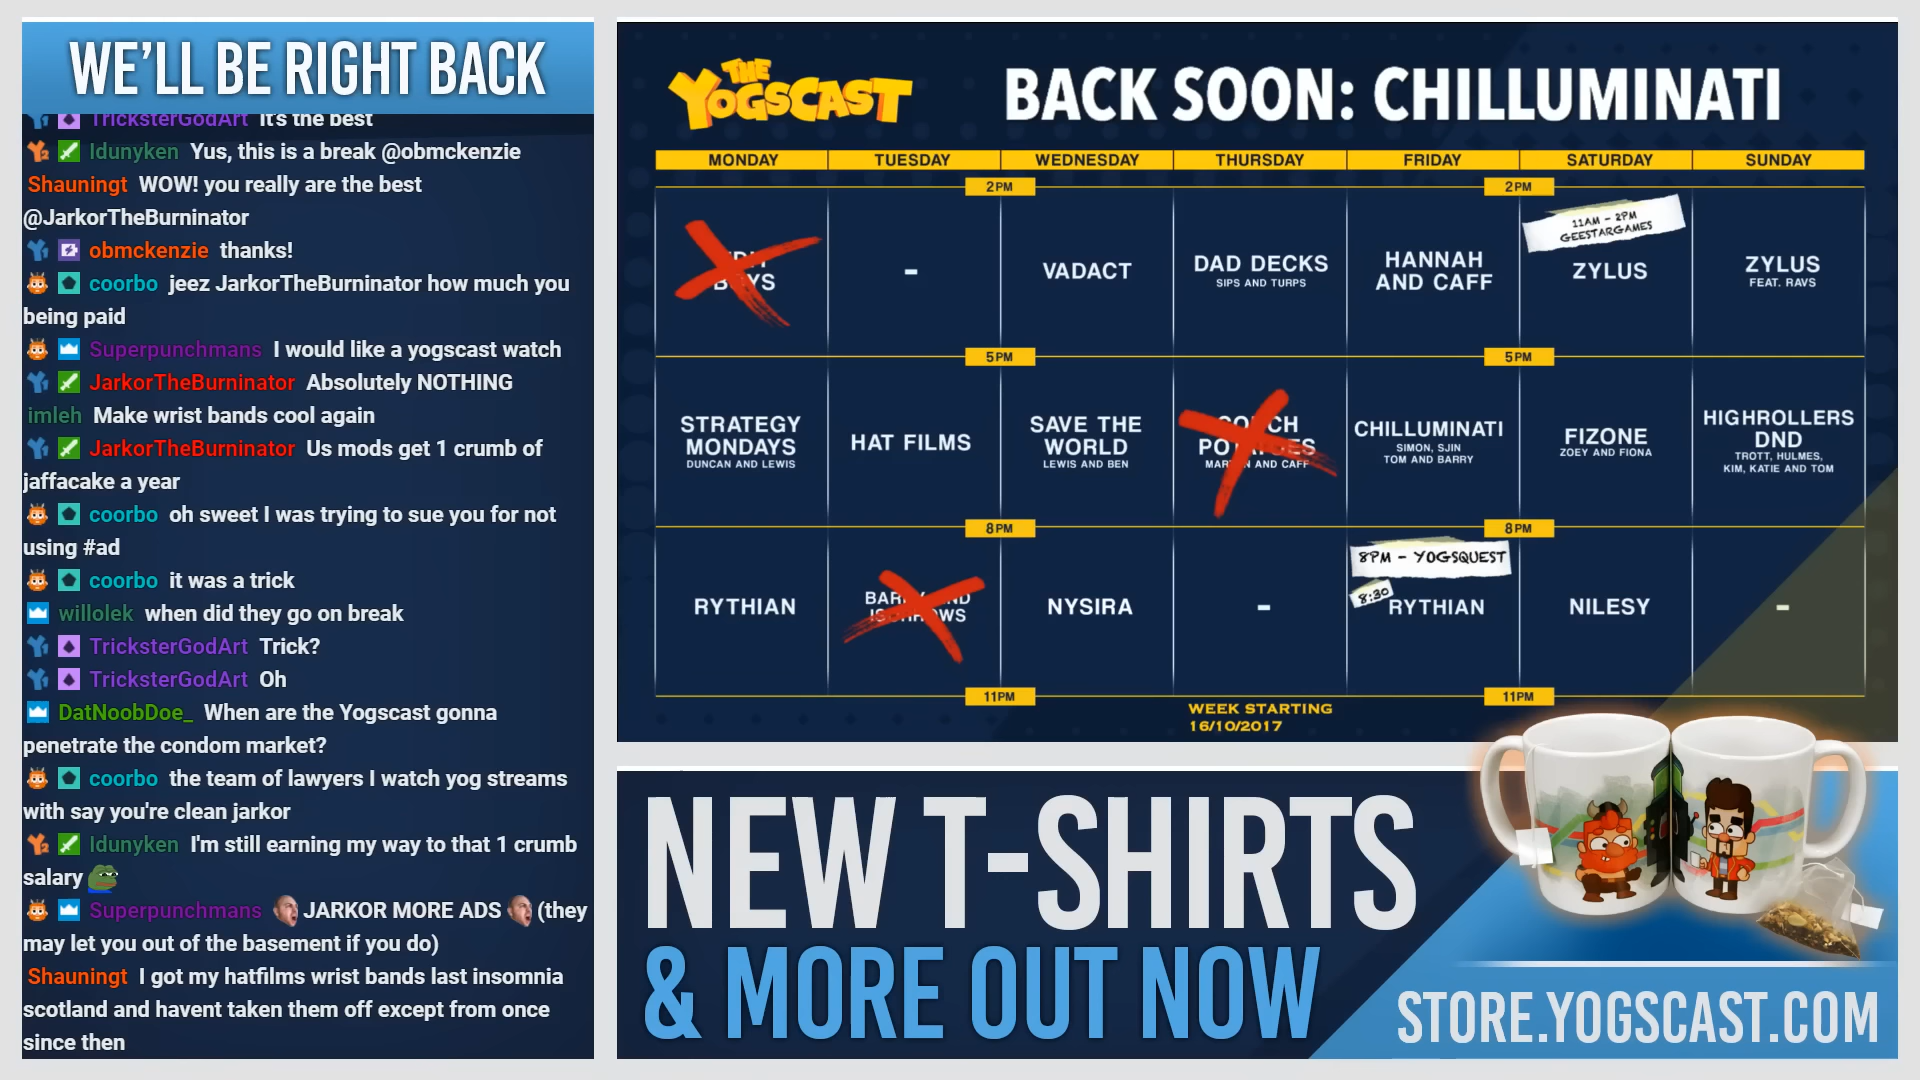 WE'LL BE RIGHT BACK
TricksterGodArt It's the best
Idunyken Yus, this is a break @obmckenzie
Shauningt WOW! you really are the best
@JarkorTheBurninator
obmckenzie thanks!
coorbo jeez JarkorTheBurninator how much you
being paid
Superpunchmans I would like a yogscast watch
JarkorTheBurninator Absolutely NOTHING
imleh Make wrist bands cool again
JarkorTheBurninator Us mods get 1 crumb of
jaffacake a year
coorbo oh sweet I was trying to sue you for not
using #ad
coorbo it was a trick
willolek when did they go on break
TricksterGodArt Trick?
TricksterGodArt Oh
DatNoobDoe_ When are the Yogscast gonna
penetrate the condom market?
coorbo the team of lawyers I watch yog streams
with say you're clean jarkor
Idunyken I'm still earning my way to that 1 crumb
salary
Superpunchmans JARKOR MORE ADS (they
may let you out of the basement if you do)
Shauningt I got my hatfilms wrist bands last insomnia
scotland and havent taken them off except from once
since then
THE
YOGSCAST
BACK SOON: CHILLUMINATI
MONDAY TUESDAY WEDNESDAY THURSDAY FRIDAY SATURDAY SUNDAY
2PM 2PM
-
VADACT
DAD DECKS
SIPS AND TURPS
HANNAH
AND CAFF
11AM - 2PM
GEESTARGAMES
ZYLUS
ZYLUS
FEAT. RAVS
5PM 5PM
STRATEGY
MONDAYS
DUNCAN AND LEWIS
HAT FILMS
SAVE THE
WORLD
LEWIS AND BEN
AND CAFF
CHILLUMINATI
SIMON, SJIN
TOM AND BARRY
FIZONE
ZOEY AND FIONA
HIGHROLLERS
DND
TROTT, HULMES,
KIM, KATIE AND TOM
8PM 8PM
RYTHIAN
NYSIRA
-
8PM - YOGSQUEST
8:30
RYTHIAN
NILESY
-
11PM 11PM
WEEK STARTING
16/10/2017
NEW T-SHIRTS
& MORE OUT NOW
STORE.YOGSCAST.COM